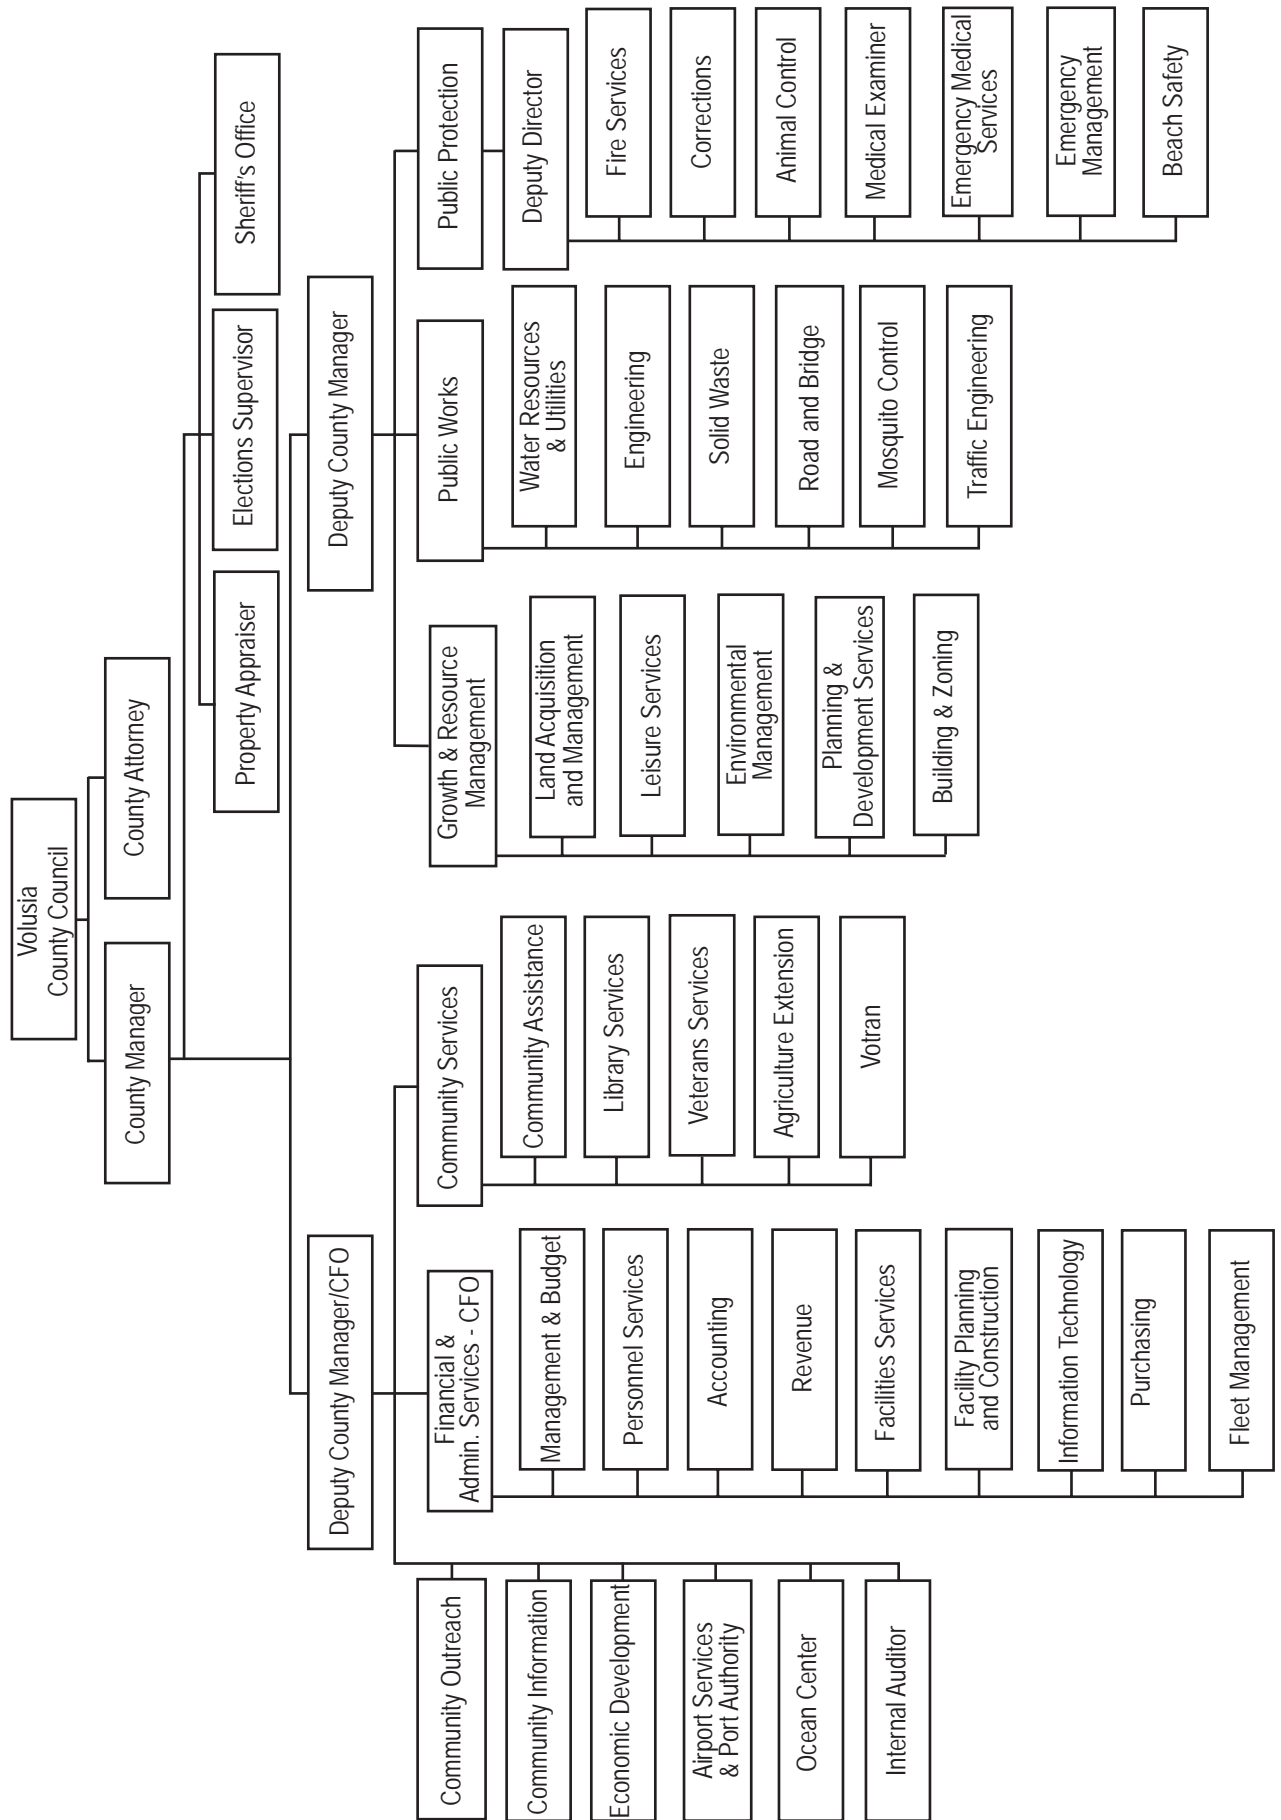 Volusia
County Council
County Manager
County Attorney
Property Appraiser
Elections Supervisor
Sheriff's Office
Deputy County Manager/CFO
Deputy County Manager
Community Outreach
Community Information
Economic Development
Airport Services
& Port Authority
Ocean Center
Internal Auditor
Financial &
Admin. Services - CFO
Management & Budget
Personnel Services
Accounting
Revenue
Facilities Services
Facility Planning
and Construction
Information Technology
Purchasing
Fleet Management
Community Services
Community Assistance
Library Services
Veterans Services
Agriculture Extension
Votran
Growth & Resource
Management
Land Acquisition
and Management
Leisure Services
Environmental
Management
Planning &
Development Services
Building & Zoning
Public Works
Water Resources
& Utilities
Engineering
Solid Waste
Road and Bridge
Mosquito Control
Traffic Engineering
Public Protection
Deputy Director
Fire Services
Corrections
Animal Control
Medical Examiner
Emergency Medical
Services
Emergency
Management
Beach Safety